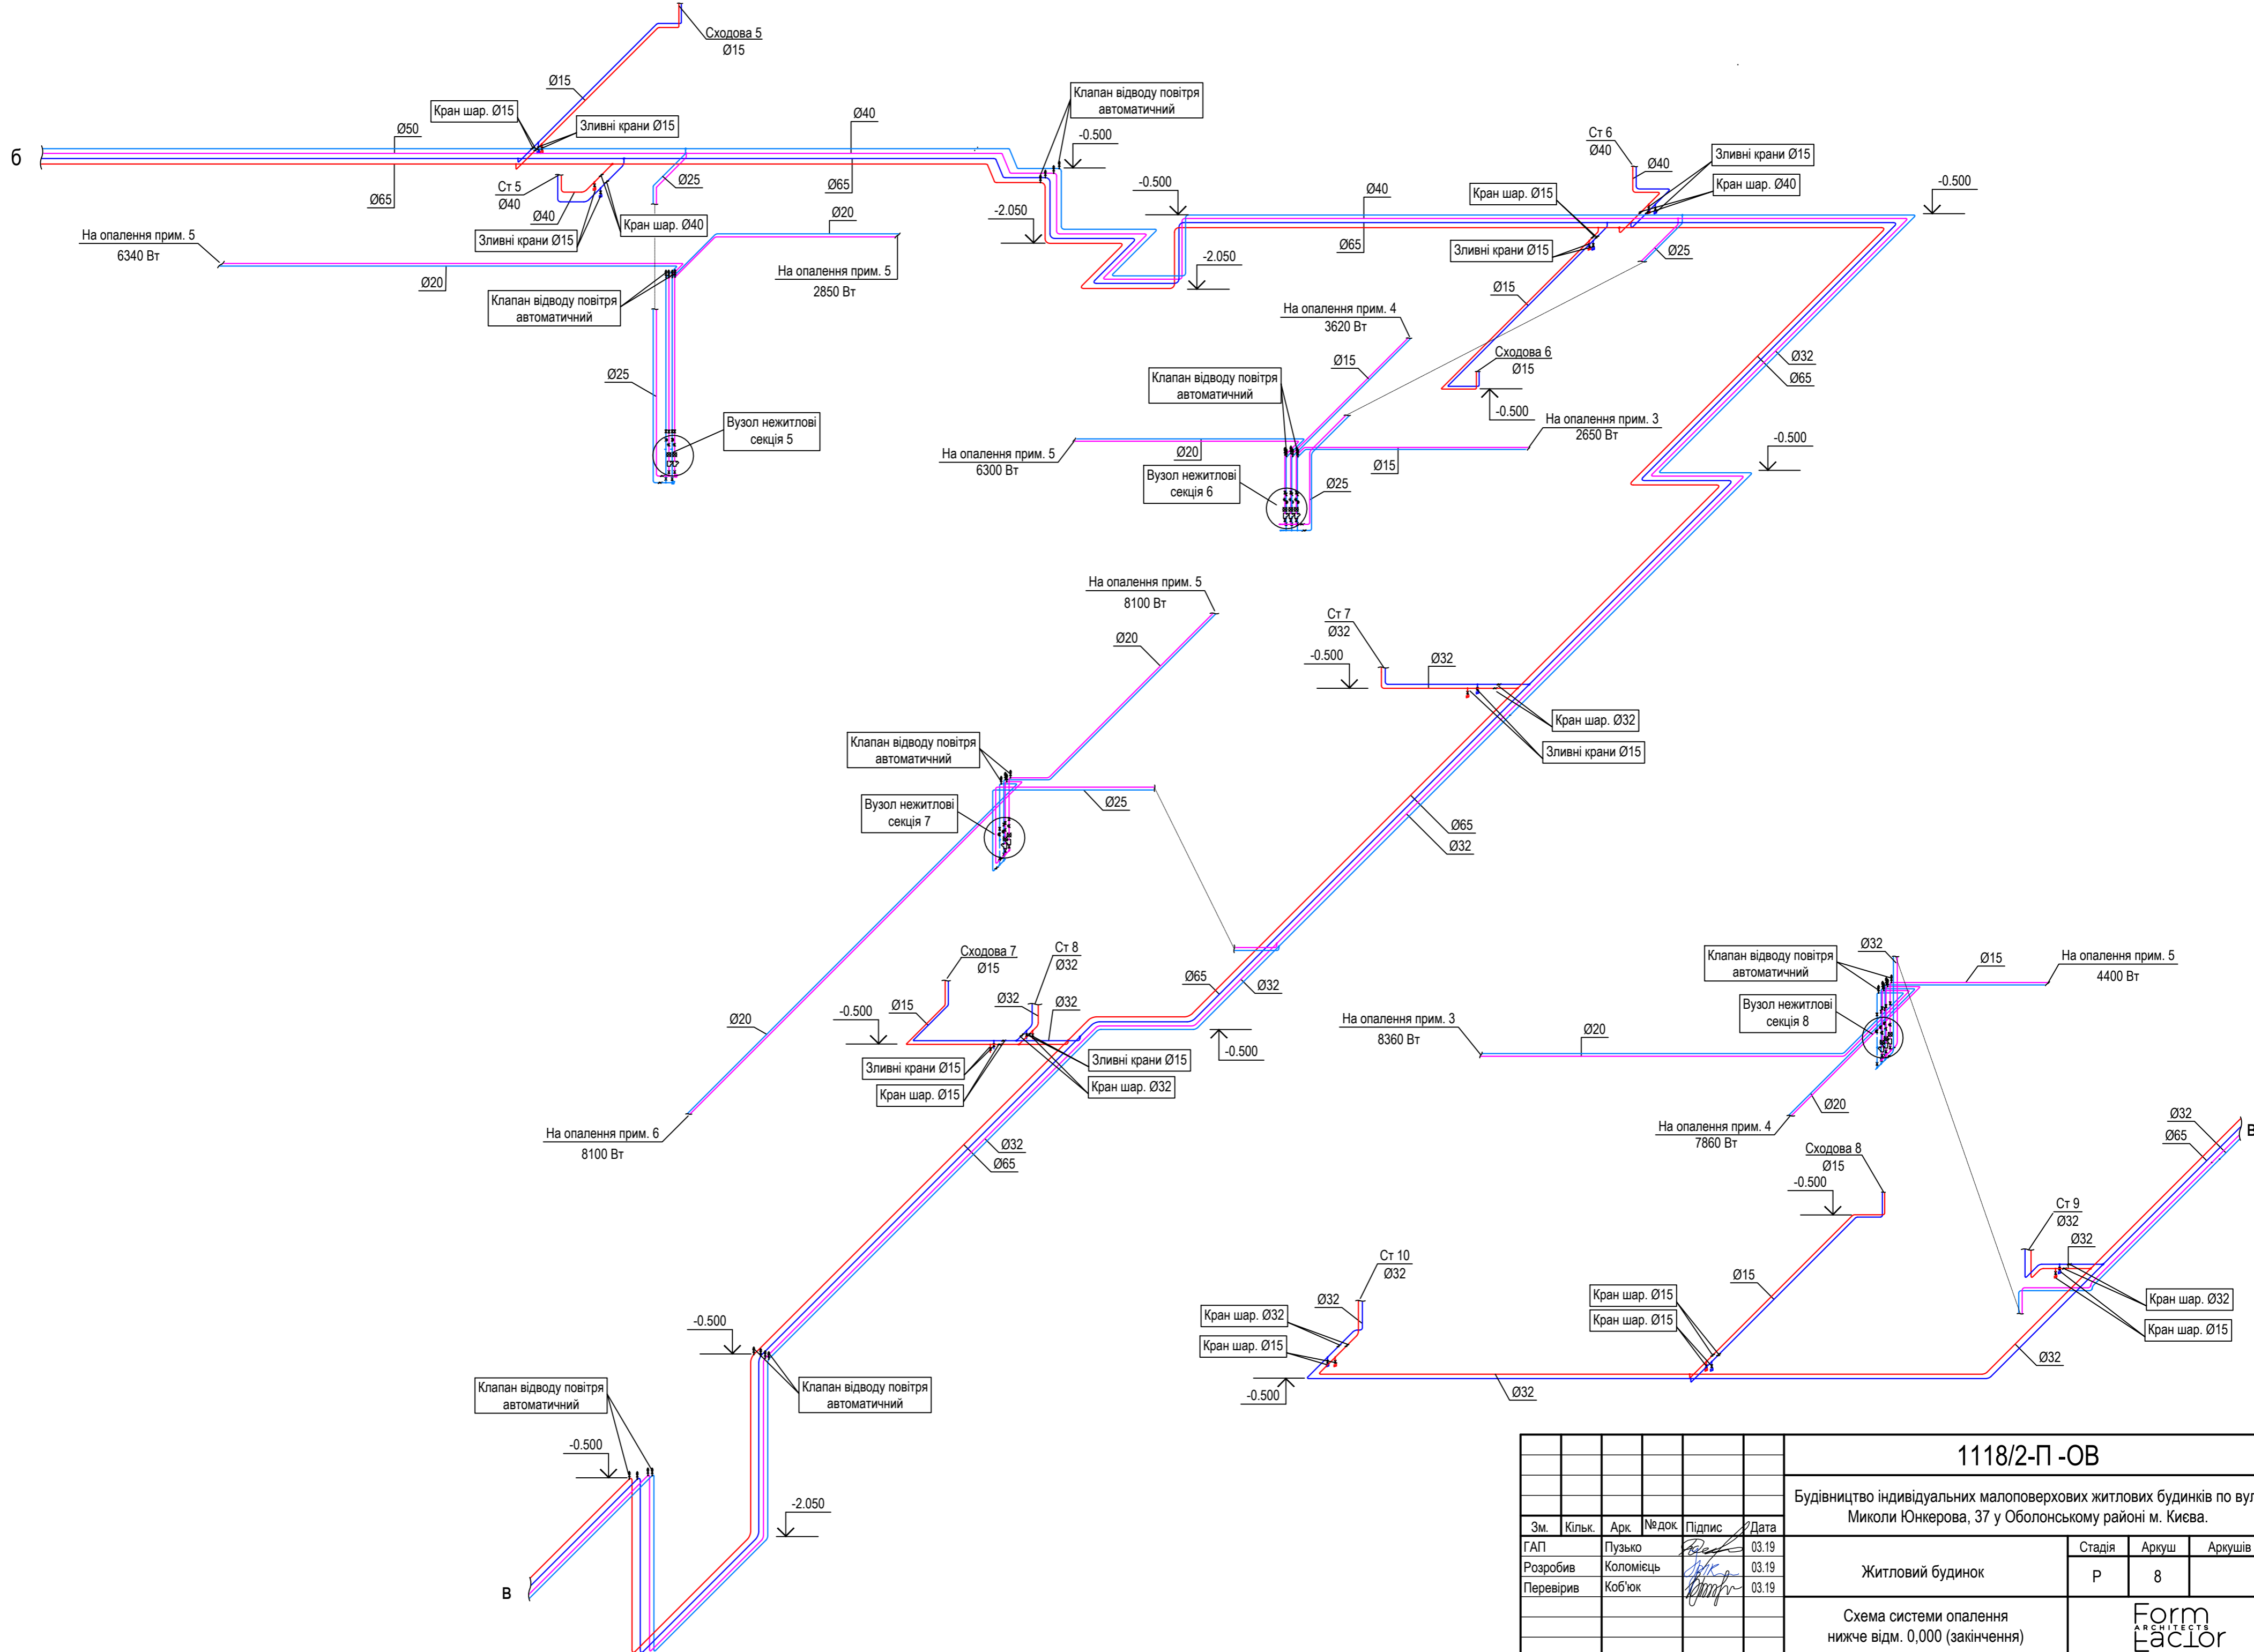 Сходова 5
Ø15
Ø15
Кран шар. Ø15
Зливні крани Ø15
Ø50
Ø40
Клапан відводу повітря
автоматичний
-0.500
б
Ø65
Ст 5
Ø40
Ø40
Ø25
Ø65
Кран шар. Ø40
Зливні крани Ø15
-2.050
-0.500
Ø40
Ø65
-2.050
Ст 6
Ø40
Ø40
Зливні крани Ø15
Кран шар. Ø40
Кран шар. Ø15
Зливні крани Ø15
-0.500
Ø25
На опалення прим. 5
6340 Вт
Ø20
Ø20
На опалення прим. 5
2850 Вт
Клапан відводу повітря
автоматичний
Ø25
Вузол нежитлові
секція 5
Ø15
На опалення прим. 4
3620 Вт
Ø15
Сходова 6
Ø15
-0.500
Клапан відводу повітря
автоматичний
Ø32
Ø65
На опалення прим. 3
2650 Вт
Ø15
На опалення прим. 5
6300 Вт
Ø20
Вузол нежитлові
секція 6
Ø25
-0.500
На опалення прим. 5
8100 Вт
Ø20
Ст 7
Ø32
-0.500
Ø32
Кран шар. Ø32
Зливні крани Ø15
Клапан відводу повітря
автоматичний
Ø25
Вузол нежитлові
секція 7
Ø65
Ø32
Сходова 7
Ø15
Ст 8
Ø32
Ø15
Ø32
Ø32
-0.500
Ø65
Ø32
Ø20
Зливні крани Ø15
Кран шар. Ø15
Зливні крани Ø15
Кран шар. Ø32
-0.500
На опалення прим. 6
8100 Вт
Ø32
Ø65
Клапан відводу повітря
автоматичний
Ø32
Ø15
На опалення прим. 5
4400 Вт
Вузол нежитлові
секція 8
На опалення прим. 3
8360 Вт
Ø20
Ø20
На опалення прим. 4
7860 Вт
Ø32
Ø65
в
Сходова 8
Ø15
-0.500
Ст 9
Ø32
Ø32
Ст 10
Ø32
Ø32
Ø15
Кран шар. Ø32
Кран шар. Ø15
Кран шар. Ø15
Кран шар. Ø15
Кран шар. Ø32
Кран шар. Ø15
Ø32
-0.500
Ø32
-0.500
Клапан відводу повітря
автоматичний
Клапан відводу повітря
автоматичний
-0.500
-2.050
в
1118/2-П -ОВ
Будівництво індивідуальних малоповерхових житлових будинків по вул
Миколи Юнкерова, 37 у Оболонському районі м. Києва.
Зм. Кільк. Арк. №док. Підпис Дата
ГАП Пузько 03.19
Розробив Коломієць 03.19
Перевірив Коб'юк 03.19
Житловий будинок
Стадія Аркуш Аркушів
Р 8
Схема системи опалення
нижче відм. 0,000 (закінчення)
Form
ARCHITECTS
Factor